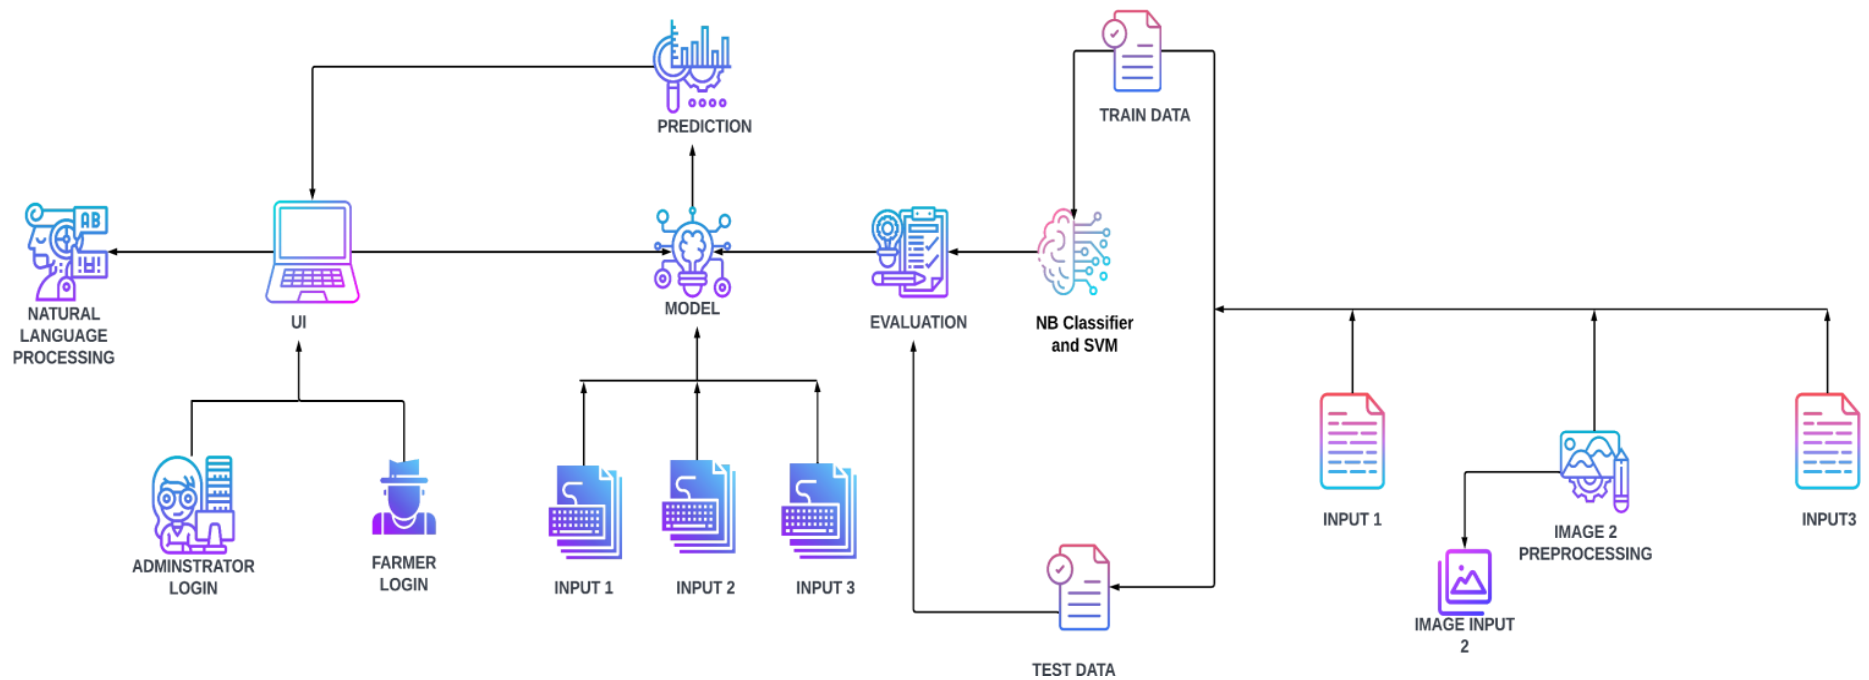 PREDICTION
TRAIN DATA
AB
NATURAL
LANGUAGE
PROCESSING
UI
MODEL
EVALUATION
NB Classifier
and SVM
ADMINSTRATOR
LOGIN
FARMER
LOGIN
INPUT 1
INPUT 2
INPUT 3
TEST DATA
INPUT 1
IMAGE 2
PREPROCESSING
INPUT3
IMAGE INPUT
2